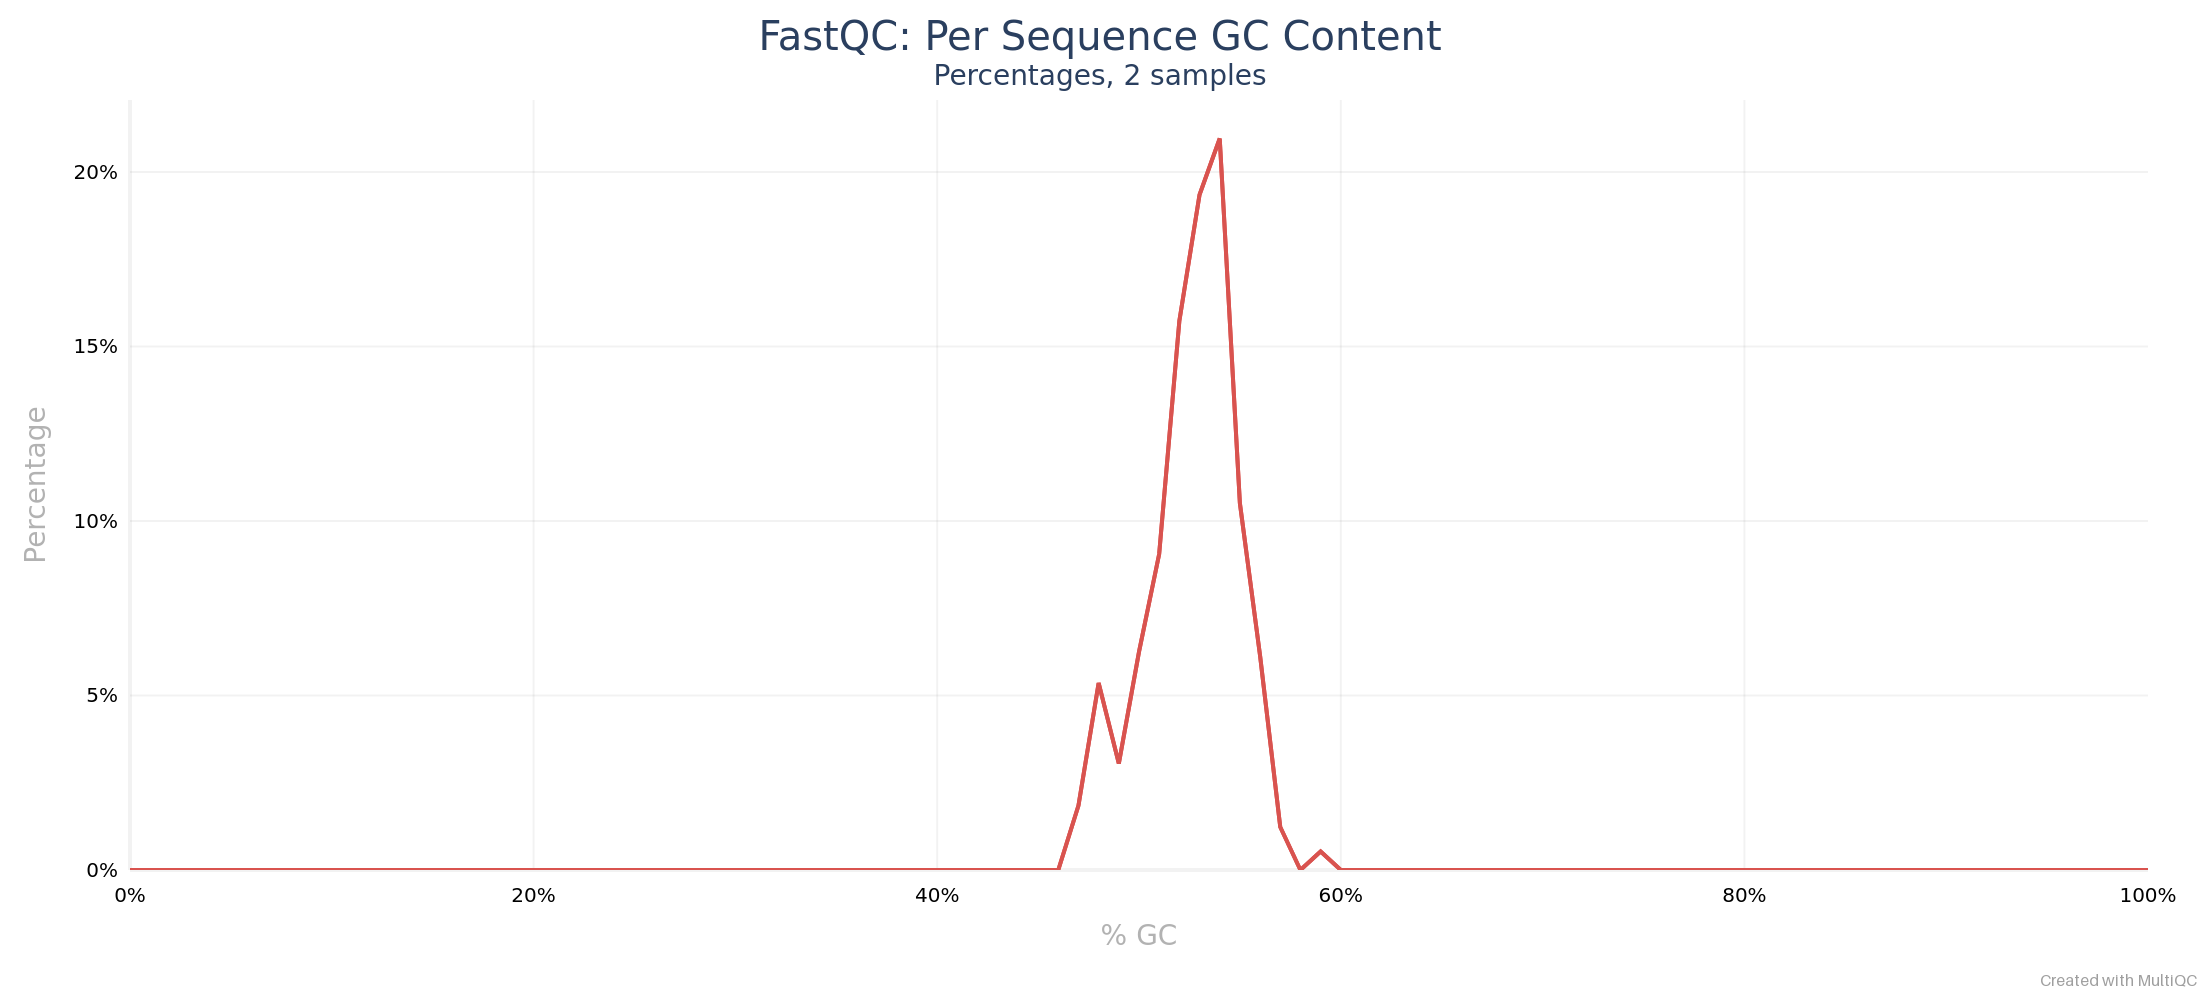 FastQC: Per Sequence GC Content
Percentages, 2 samples
20%
15%
10%
5%
0%
Percentage
0%
20%
40%
60%
80%
100%
% GC
Created with MultiQC